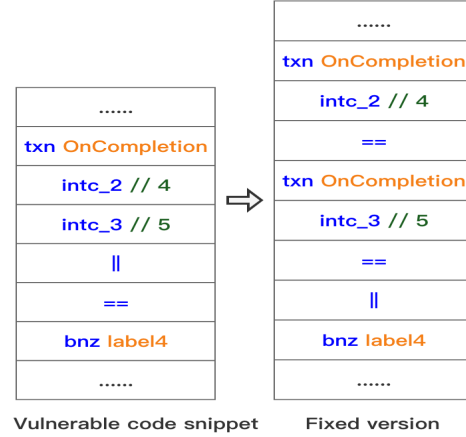 ......
txn OnCompletion
intc_2 // 4
intc_3 // 5
||
==
bnz label4
......
Vulnerable code snippet
......
txn OnCompletion
intc_2 // 4
==
txn OnCompletion
intc_3 // 5
==
||
bnz label4
......
Fixed version